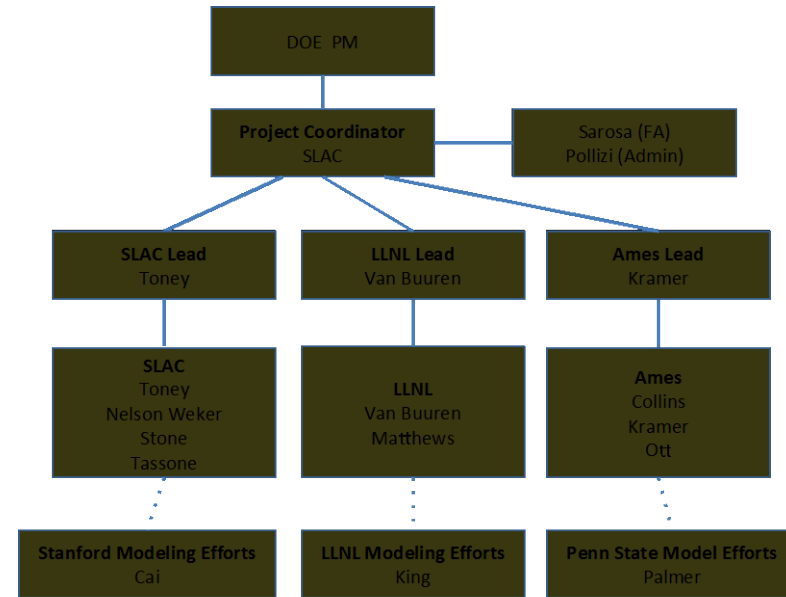 DOE PM
Project Coordinator
SLAC
Sarosa (FA)
Pollizi (Admin)
SLAC Lead
Toney
LLNL Lead
Van Buuren
Ames Lead
Kramer
SLAC
Toney
Nelson Weker
Stone
Tassone
LLNL
Van Buuren
Matthews
Ames
Collins
Kramer
Ott
Stanford Modeling Efforts
Cai
LLNL Modeling Efforts
King
Penn State Model Efforts
Palmer